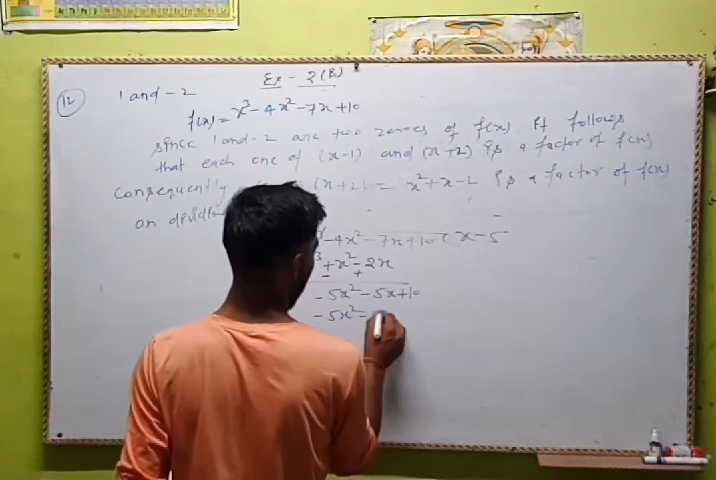 Ex - 2(B)
12 1 and -2
f(x) = x³ - 4x² - 7x + 10
since 1 and -2 are two zeroes of f(x) It follows
that each one of (x-1) and (x+2) is a factor of f(x)
consequently (x+2) = x² + x - 2 is a factor of f(x)
on
- 4x² - 7x + 10 ( x - 5
+ x² - 2x
- +
- 5x² - 5x + 10
- 5x² -